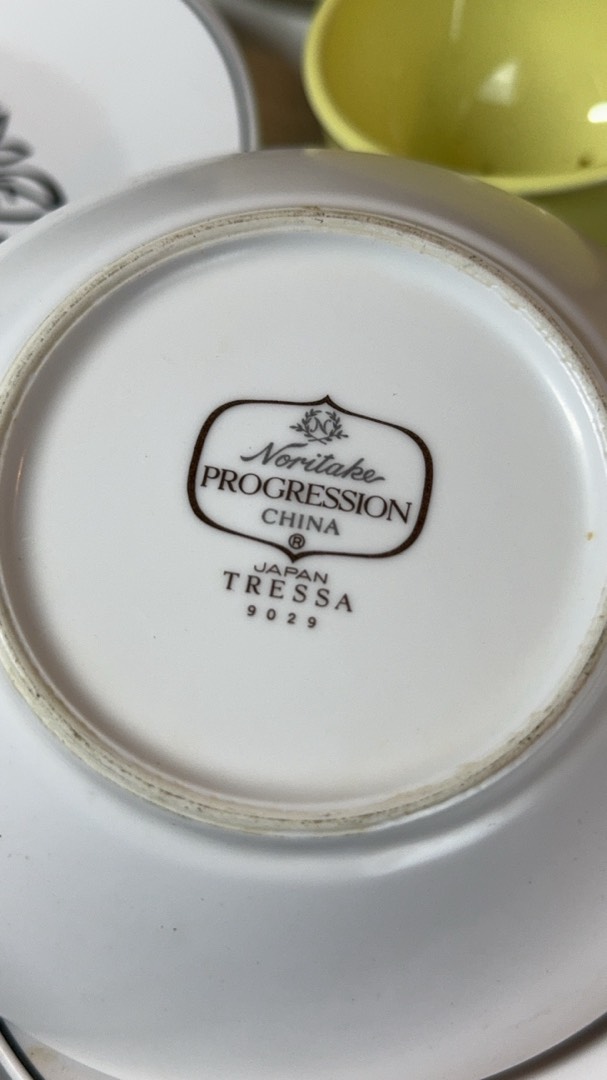 N
Noritake
PROGRESSION
CHINA
®
JAPAN
TRESSA
9029